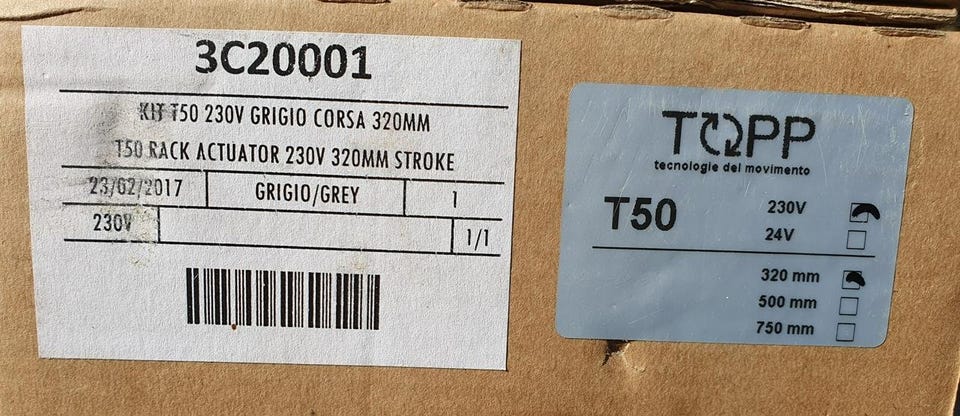 3C20001
KIT T50 230V GRIGIO CORSA 320MM
T50 RACK ACTUATOR 230V 320MM STROKE
23/02/2017 GRIGIO/GREY 1
230V 1/1
TOPP
tecnologie del movimento
T50 230V
24V
320 mm
500 mm
750 mm